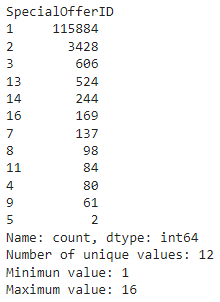 SpecialOfferID
1     115884
2       3428
3        606
13       524
14       244
16       169
7        137
8         98
11        84
4         80
9         61
5          2
Name: count, dtype: int64
Number of unique values: 12
Minimun value: 1
Maximum value: 16